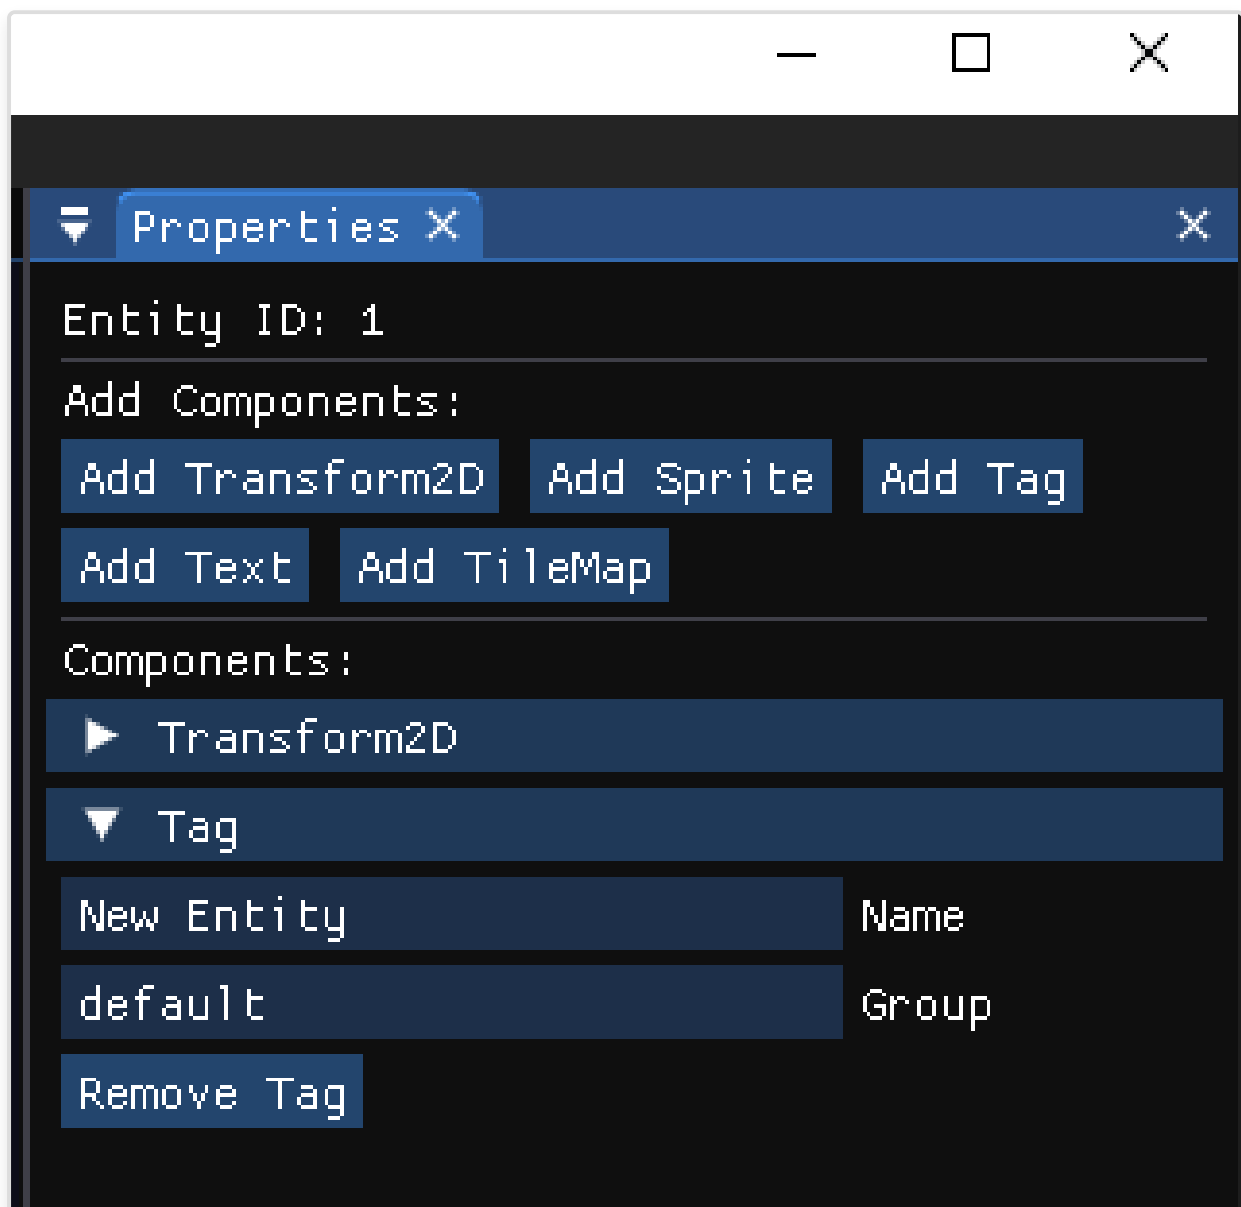 Properties
Entity ID: 1
Add Components:
Add Transform2D Add Sprite Add Tag
Add Text Add TileMap
Components:
Transform2D
Tag
New Entity Name
default Group
Remove Tag